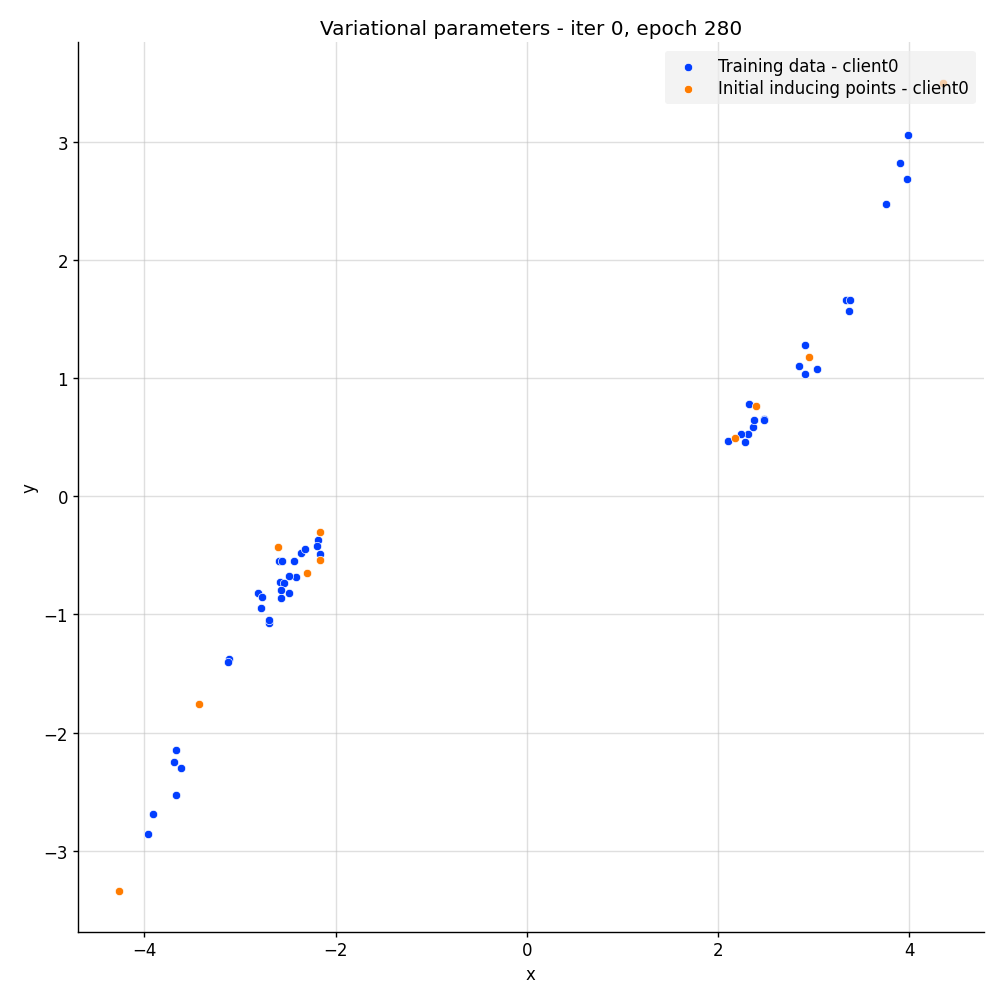 Variational parameters - iter 0, epoch 280
Training data - client0
Initial inducing points - client0
3
2
1
0
−1
−2
−3
y
−4
−2
0
2
4
x